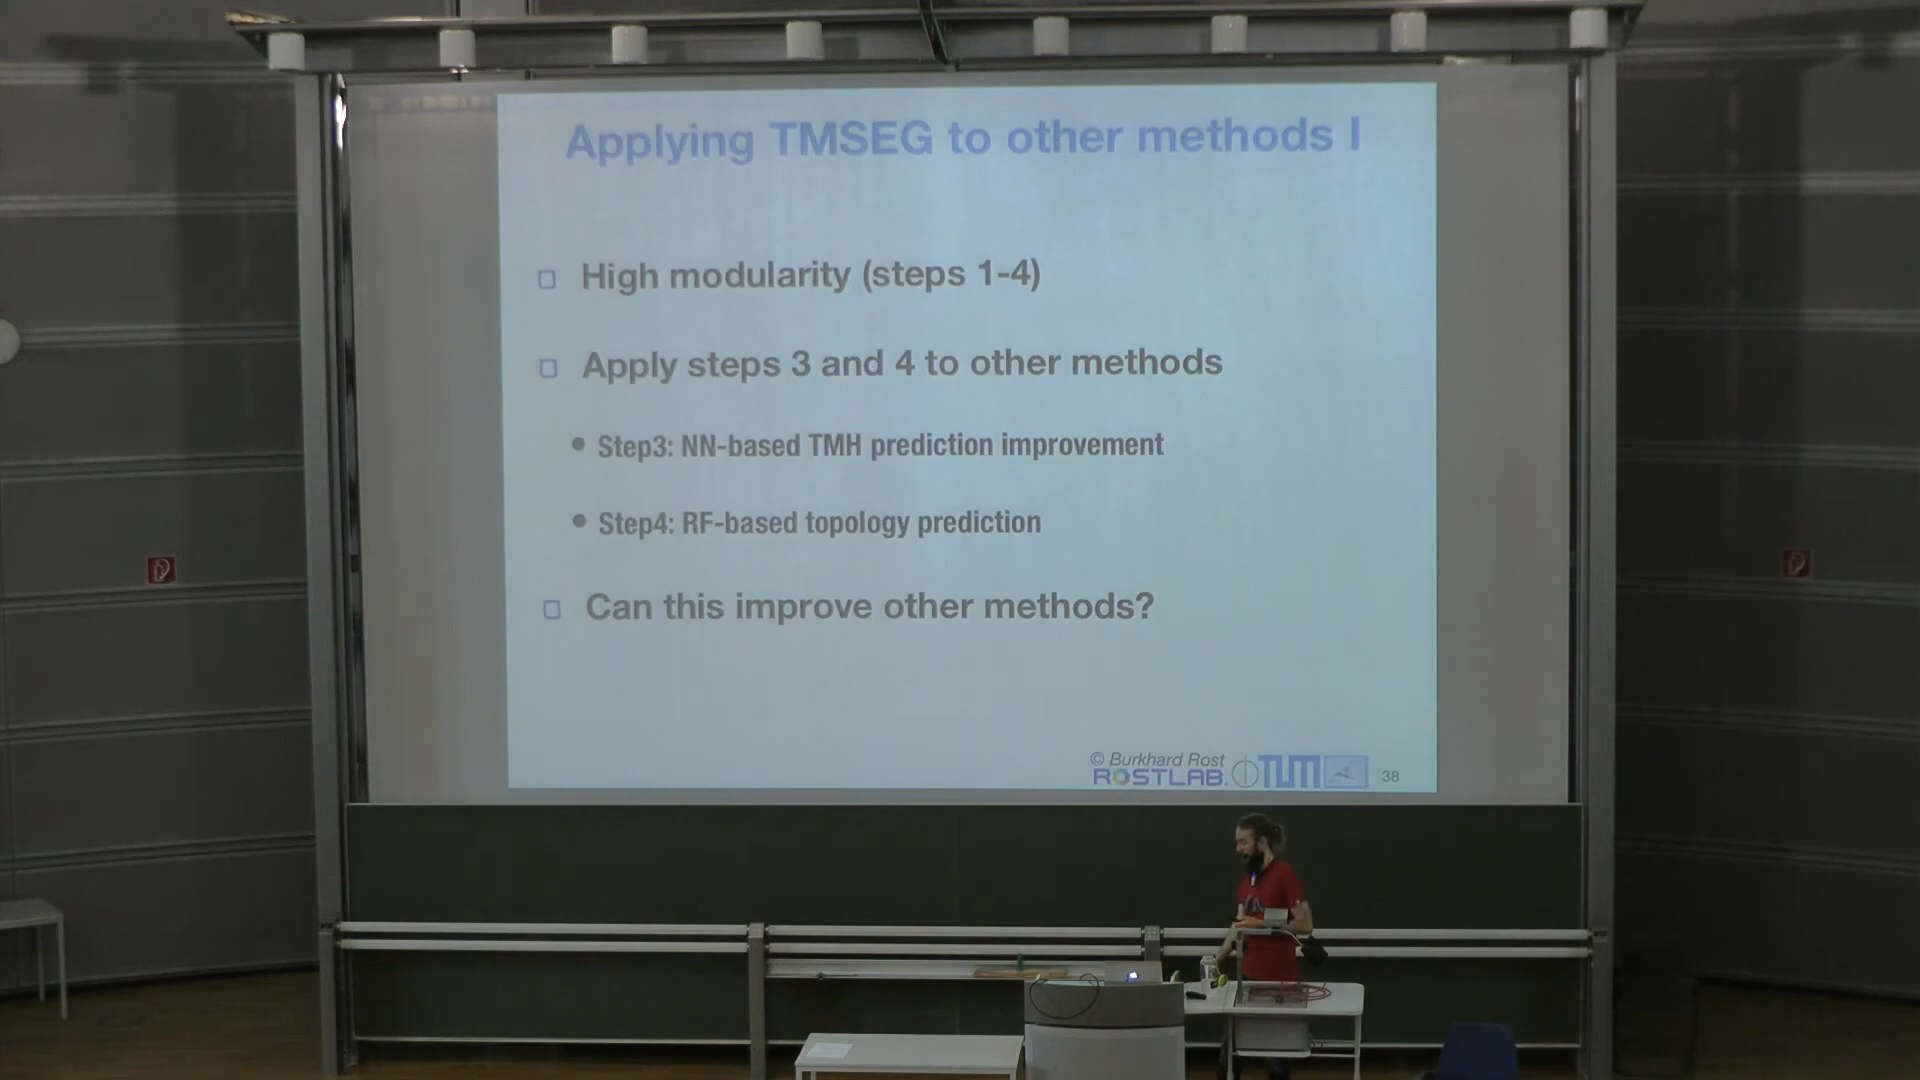 Applying TMSEG to other methods I
High modularity (steps 1-4)
Apply steps 3 and 4 to other methods
Step3: NN-based TMH prediction improvement
Step4: RF-based topology prediction
Can this improve other methods?
© Burkhard Rost
ROSTLAB. TUM 38